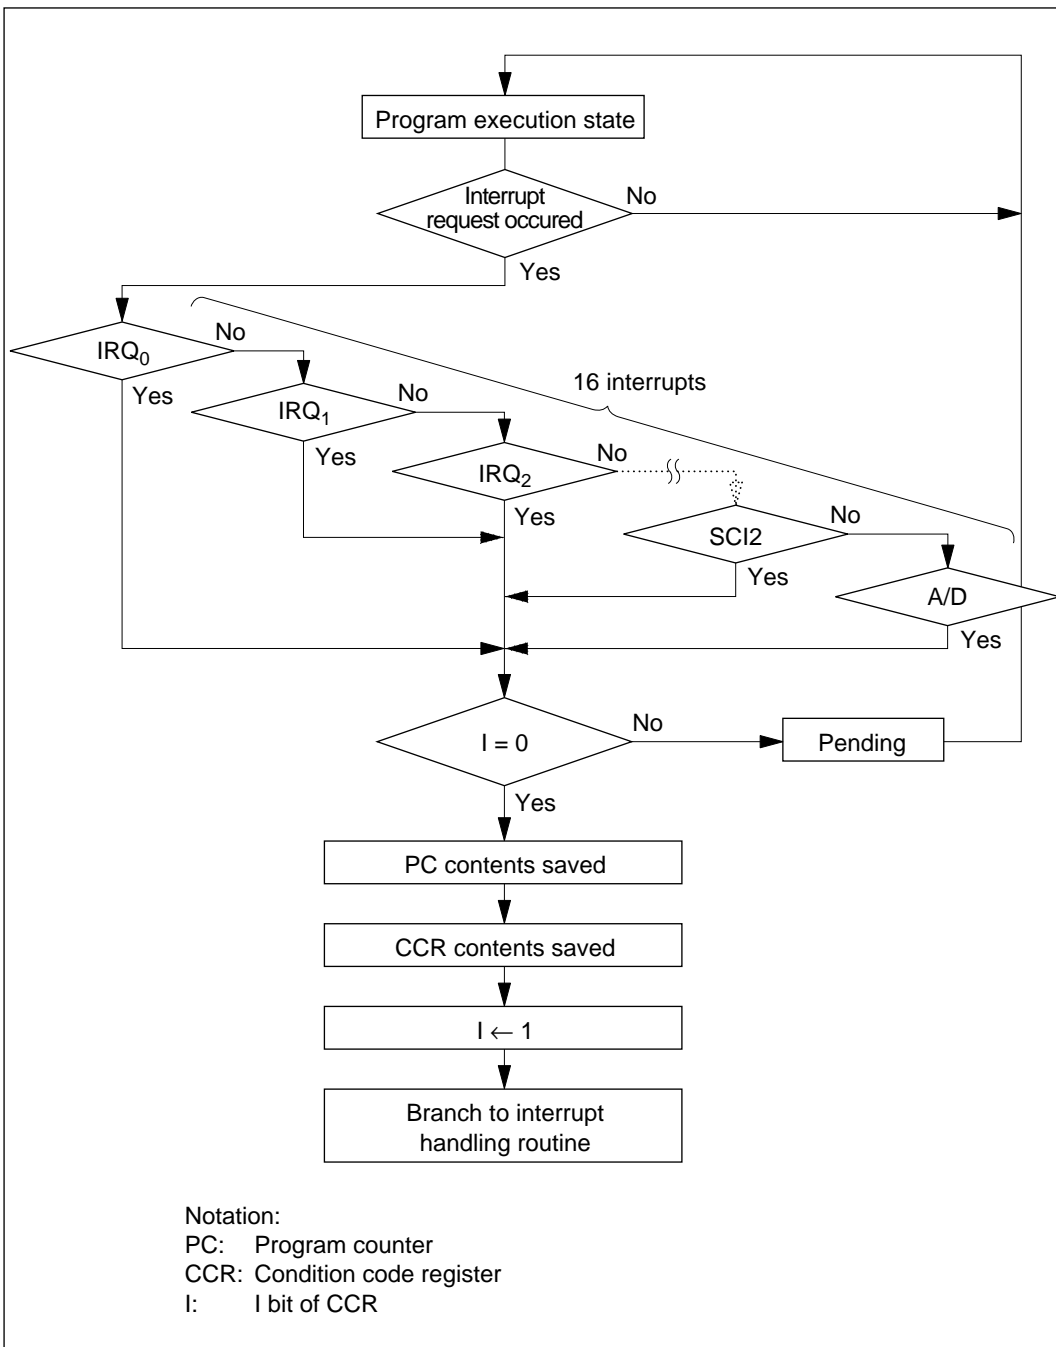 Program execution state
Interrupt
request occured
No
Yes
IRQ0
No
Yes
16 interrupts
IRQ1
No
Yes
IRQ2
No
Yes
SCI2
No
Yes
A/D
Yes
I = 0
No
Pending
Yes
PC contents saved
CCR contents saved
I ← 1
Branch to interrupt
handling routine
Notation:
PC: Program counter
CCR: Condition code register
I: I bit of CCR